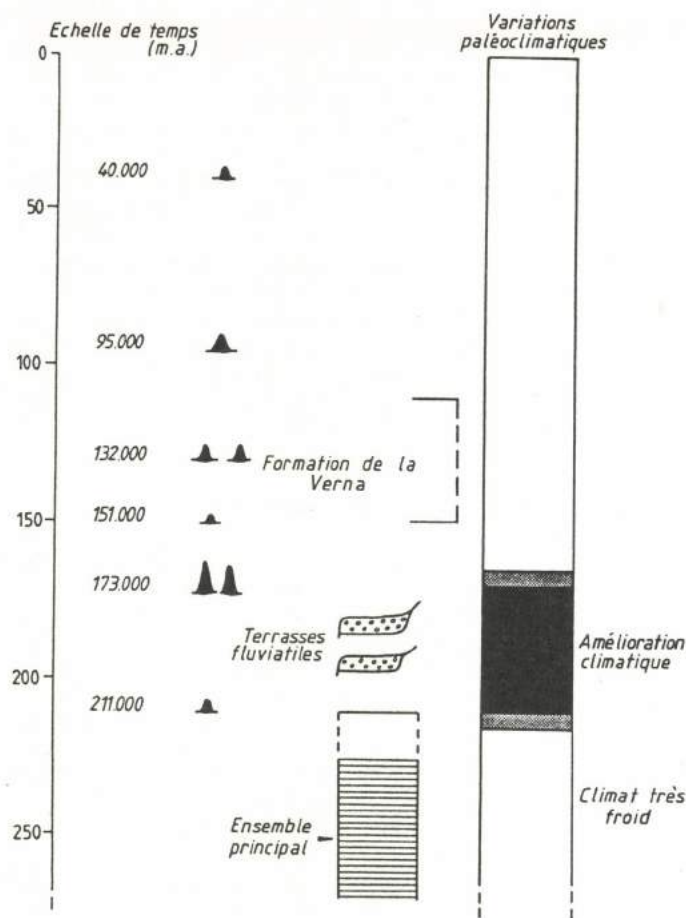 Echelle de temps
(m.a.)
Variations
paléoclimatiques
0
40.000
50
95.000
100
132.000
Formation de la
Verna
151.000
150
173.000
Terrasses
fluviatiles
Amélioration
climatique
200
211.000
Climat très
froid
250
Ensemble
principal